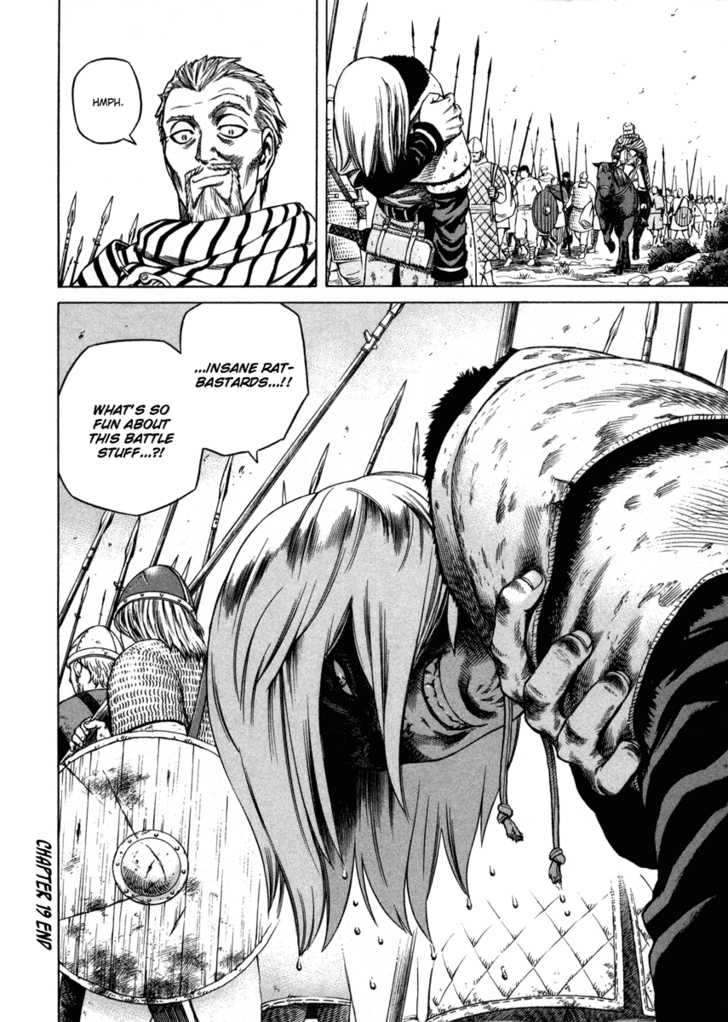 HMPH.
...INSANE RAT-
BASTARDS...!!
WHAT'S SO
FUN ABOUT
THIS BATTLE
STUFF...?!
CHAPTER 19 END